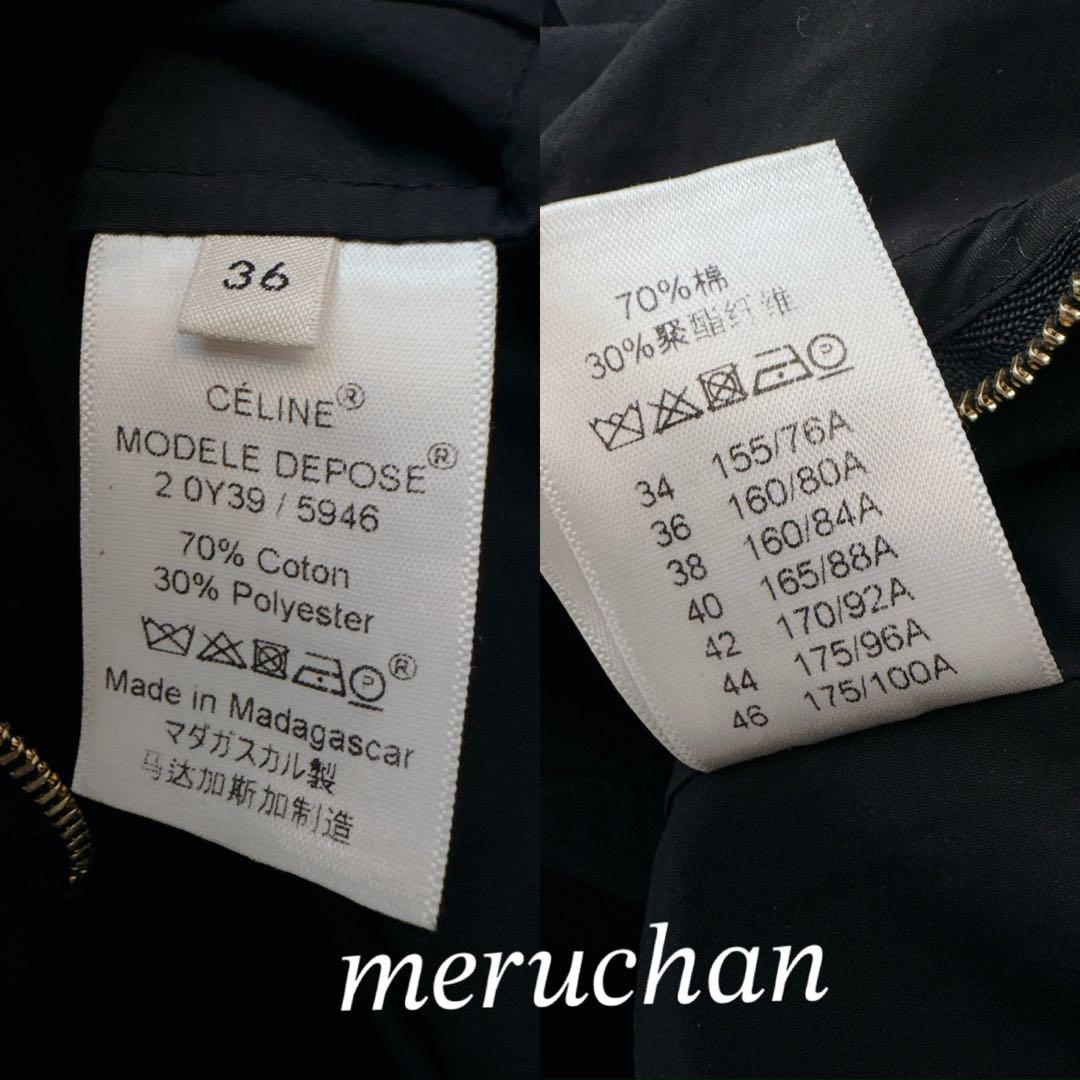 36
CÉLINE®
MODELE DEPOSE®
2 0Y39 / 5946
70% Coton
30% Polyester
®
Made in Madagascar
マダガスカル製
马达加斯加制造
70%棉
30%聚酯纤维
P
34 155/76A
36 160/80A
38 160/84A
40 165/88A
42 170/92A
44 175/96A
46 175/100A
meruchan